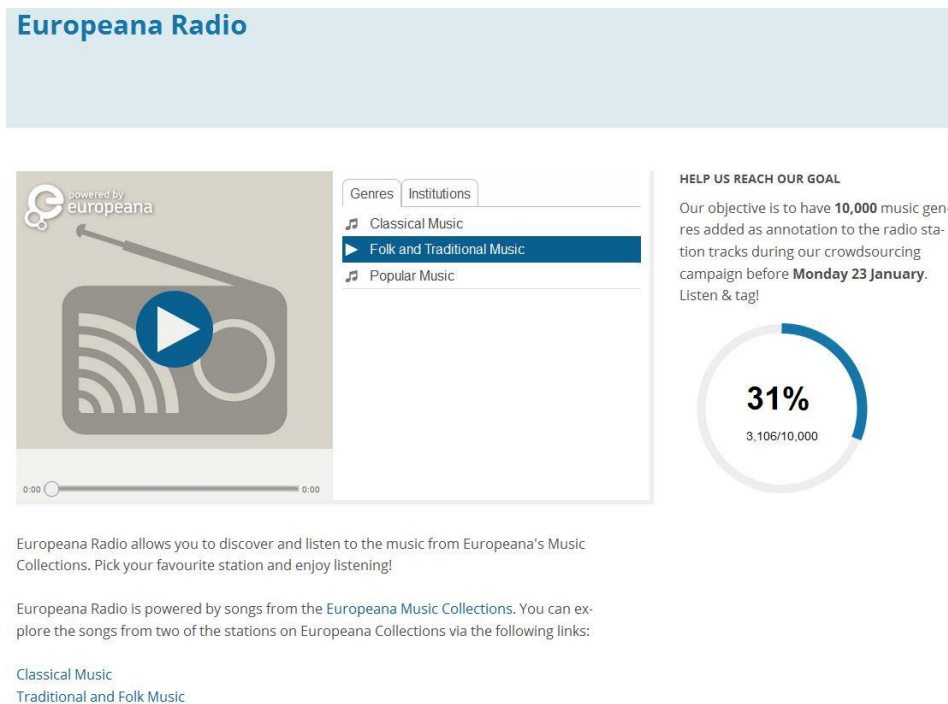 Europeana Radio
powered by
europeana
Genres
Institutions
Classical Music
Folk and Traditional Music
Popular Music
0:00
0:00
HELP US REACH OUR GOAL
Our objective is to have 10,000 music gen-
res added as annotation to the radio sta-
tion tracks during our crowdsourcing
campaign before Monday 23 January.
Listen & tag!
31%
3,106/10,000
Europeana Radio allows you to discover and listen to the music from Europeana's Music
Collections. Pick your favourite station and enjoy listening!
Europeana Radio is powered by songs from the Europeana Music Collections. You can ex-
plore the songs from two of the stations on Europeana Collections via the following links:
Classical Music
Traditional and Folk Music